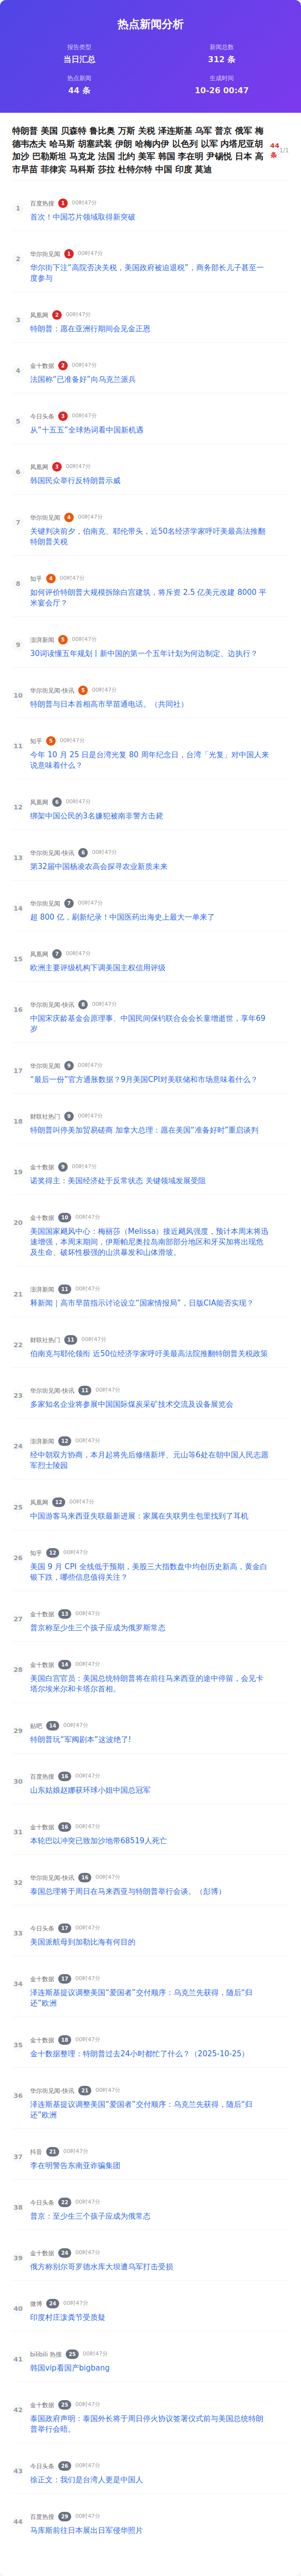 热点新闻分析
报告类型
新闻总数
当日汇总
312 条
热点新闻
生成时间
44 条
10-26 00:47
特朗普 美国 贝森特 鲁比奥 万斯 关税 泽连斯基 乌军 普京 俄军 梅
德韦杰夫 哈马斯 胡塞武装 伊朗 哈梅内伊 以色列 以军 内塔尼亚胡
加沙 巴勒斯坦 马克龙 法国 北约 美军 韩国 李在明 尹锡悦 日本 高
市早苗 菲律宾 马科斯 莎拉 杜特尔特 中国 印度 莫迪
44
条
1/1
1
百度热搜 1 00时47分
首次！中国芯片领域取得新突破
2
华尔街见闻 1 00时47分
华尔街下注“高院否决关税，美国政府被迫退税”，商务部长儿子甚至一
度参与
3
凤凰网 2 00时47分
特朗普：愿在亚洲行期间会见金正恩
4
金十数据 2 00时47分
法国称“已准备好”向乌克兰派兵
5
今日头条 3 00时47分
从“十五五”全球热词看中国新机遇
6
凤凰网 3 00时47分
韩国民众举行反特朗普示威
7
华尔街见闻 4 00时47分
关键判决前夕，伯南克、耶伦带头，近50名经济学家呼吁美最高法推翻
特朗普关税
8
知乎 4 00时47分
如何评价特朗普大规模拆除白宫建筑，将斥资 2.5 亿美元改建 8000 平
米宴会厅？
9
澎湃新闻 5 00时47分
30词读懂五年规划丨新中国的第一个五年计划为何边制定、边执行？
10
华尔街见闻-快讯 5 00时47分
特朗普与日本首相高市早苗通电话。（共同社）
11
知乎 5 00时47分
今年 10 月 25 日是台湾光复 80 周年纪念日，台湾「光复」对中国人来
说意味着什么？
12
凤凰网 6 00时47分
绑架中国公民的3名嫌犯被南非警方击毙
13
华尔街见闻-快讯 6 00时47分
第32届中国杨凌农高会探寻农业新质未来
14
华尔街见闻 7 00时47分
超 800 亿，刷新纪录！中国医药出海史上最大一单来了
15
凤凰网 7 00时47分
欧洲主要评级机构下调美国主权信用评级
16
华尔街见闻-快讯 8 00时47分
中国宋庆龄基金会原理事、中国民间保钓联合会会长童增逝世，享年69
岁
17
华尔街见闻 9 00时47分
“最后一份”官方通胀数据？9月美国CPI对美联储和市场意味着什么？
18
财联社热门 9 00时47分
特朗普叫停美加贸易磋商 加拿大总理：愿在美国“准备好时”重启谈判
19
金十数据 9 00时47分
诺奖得主：美国经济处于反常状态 关键领域发展受阻
20
金十数据 10 00时47分
美国国家飓风中心：梅丽莎（Melissa）接近飓风强度，预计本周末将迅
速增强，本周末期间，伊斯帕尼奥拉岛南部部分地区和牙买加将出现危
及生命、破坏性极强的山洪暴发和山体滑坡。
21
澎湃新闻 11 00时47分
释新闻｜高市早苗指示讨论设立“国家情报局”，日版CIA能否实现？
22
财联社热门 11 00时47分
伯南克与耶伦领衔 近50位经济学家呼吁美最高法院推翻特朗普关税政策
23
华尔街见闻-快讯 11 00时47分
多家知名企业将参展中国国际煤炭采矿技术交流及设备展览会
24
澎湃新闻 12 00时47分
经中朝双方协商，本月起将先后修缮新坪、元山等6处在朝中国人民志愿
军烈士陵园
25
凤凰网 12 00时47分
中国游客马来西亚失联最新进展：家属在失联男生包里找到了耳机
26
知乎 12 00时47分
美国 9 月 CPI 全线低于预期，美股三大指数盘中均创历史新高，黄金白
银下跌，哪些信息值得关注？
27
金十数据 13 00时47分
普京称至少生三个孩子应成为俄罗斯常态
28
金十数据 14 00时47分
美国白宫官员：美国总统特朗普将在前往马来西亚的途中停留，会见卡
塔尔埃米尔和卡塔尔首相。
29
贴吧 14 00时47分
特朗普玩“军阀剧本”这波绝了!
30
百度热搜 16 00时47分
山东姑娘赵娜获环球小姐中国总冠军
31
金十数据 16 00时47分
本轮巴以冲突已致加沙地带68519人死亡
32
华尔街见闻-快讯 16 00时47分
泰国总理将于周日在马来西亚与特朗普举行会谈。（彭博）
33
今日头条 17 00时47分
美国派航母到加勒比海有何目的
34
金十数据 17 00时47分
泽连斯基提议调整美国“爱国者”交付顺序：乌克兰先获得，随后“归
还”欧洲
35
金十数据 18 00时47分
金十数据整理：特朗普过去24小时都忙了什么？（2025-10-25）
36
华尔街见闻-快讯 21 00时47分
泽连斯基提议调整美国“爱国者”交付顺序：乌克兰先获得，随后“归
还”欧洲
37
抖音 21 00时47分
李在明警告东南亚诈骗集团
38
今日头条 22 00时47分
普京：至少生三个孩子应成为俄常态
39
金十数据 24 00时47分
俄方称别尔哥罗德水库大坝遭乌军打击受损
40
微博 24 00时47分
印度村庄泼粪节受质疑
41
bilibili 热搜 25 00时47分
韩国vip看国产bigbang
42
金十数据 25 00时47分
泰国政府声明：泰国外长将于周日停火协议签署仪式前与美国总统特朗
普举行会晤。
43
今日头条 26 00时47分
徐正文：我们是台湾人更是中国人
44
百度热搜 29 00时47分
马库斯前往日本展出日军侵华照片